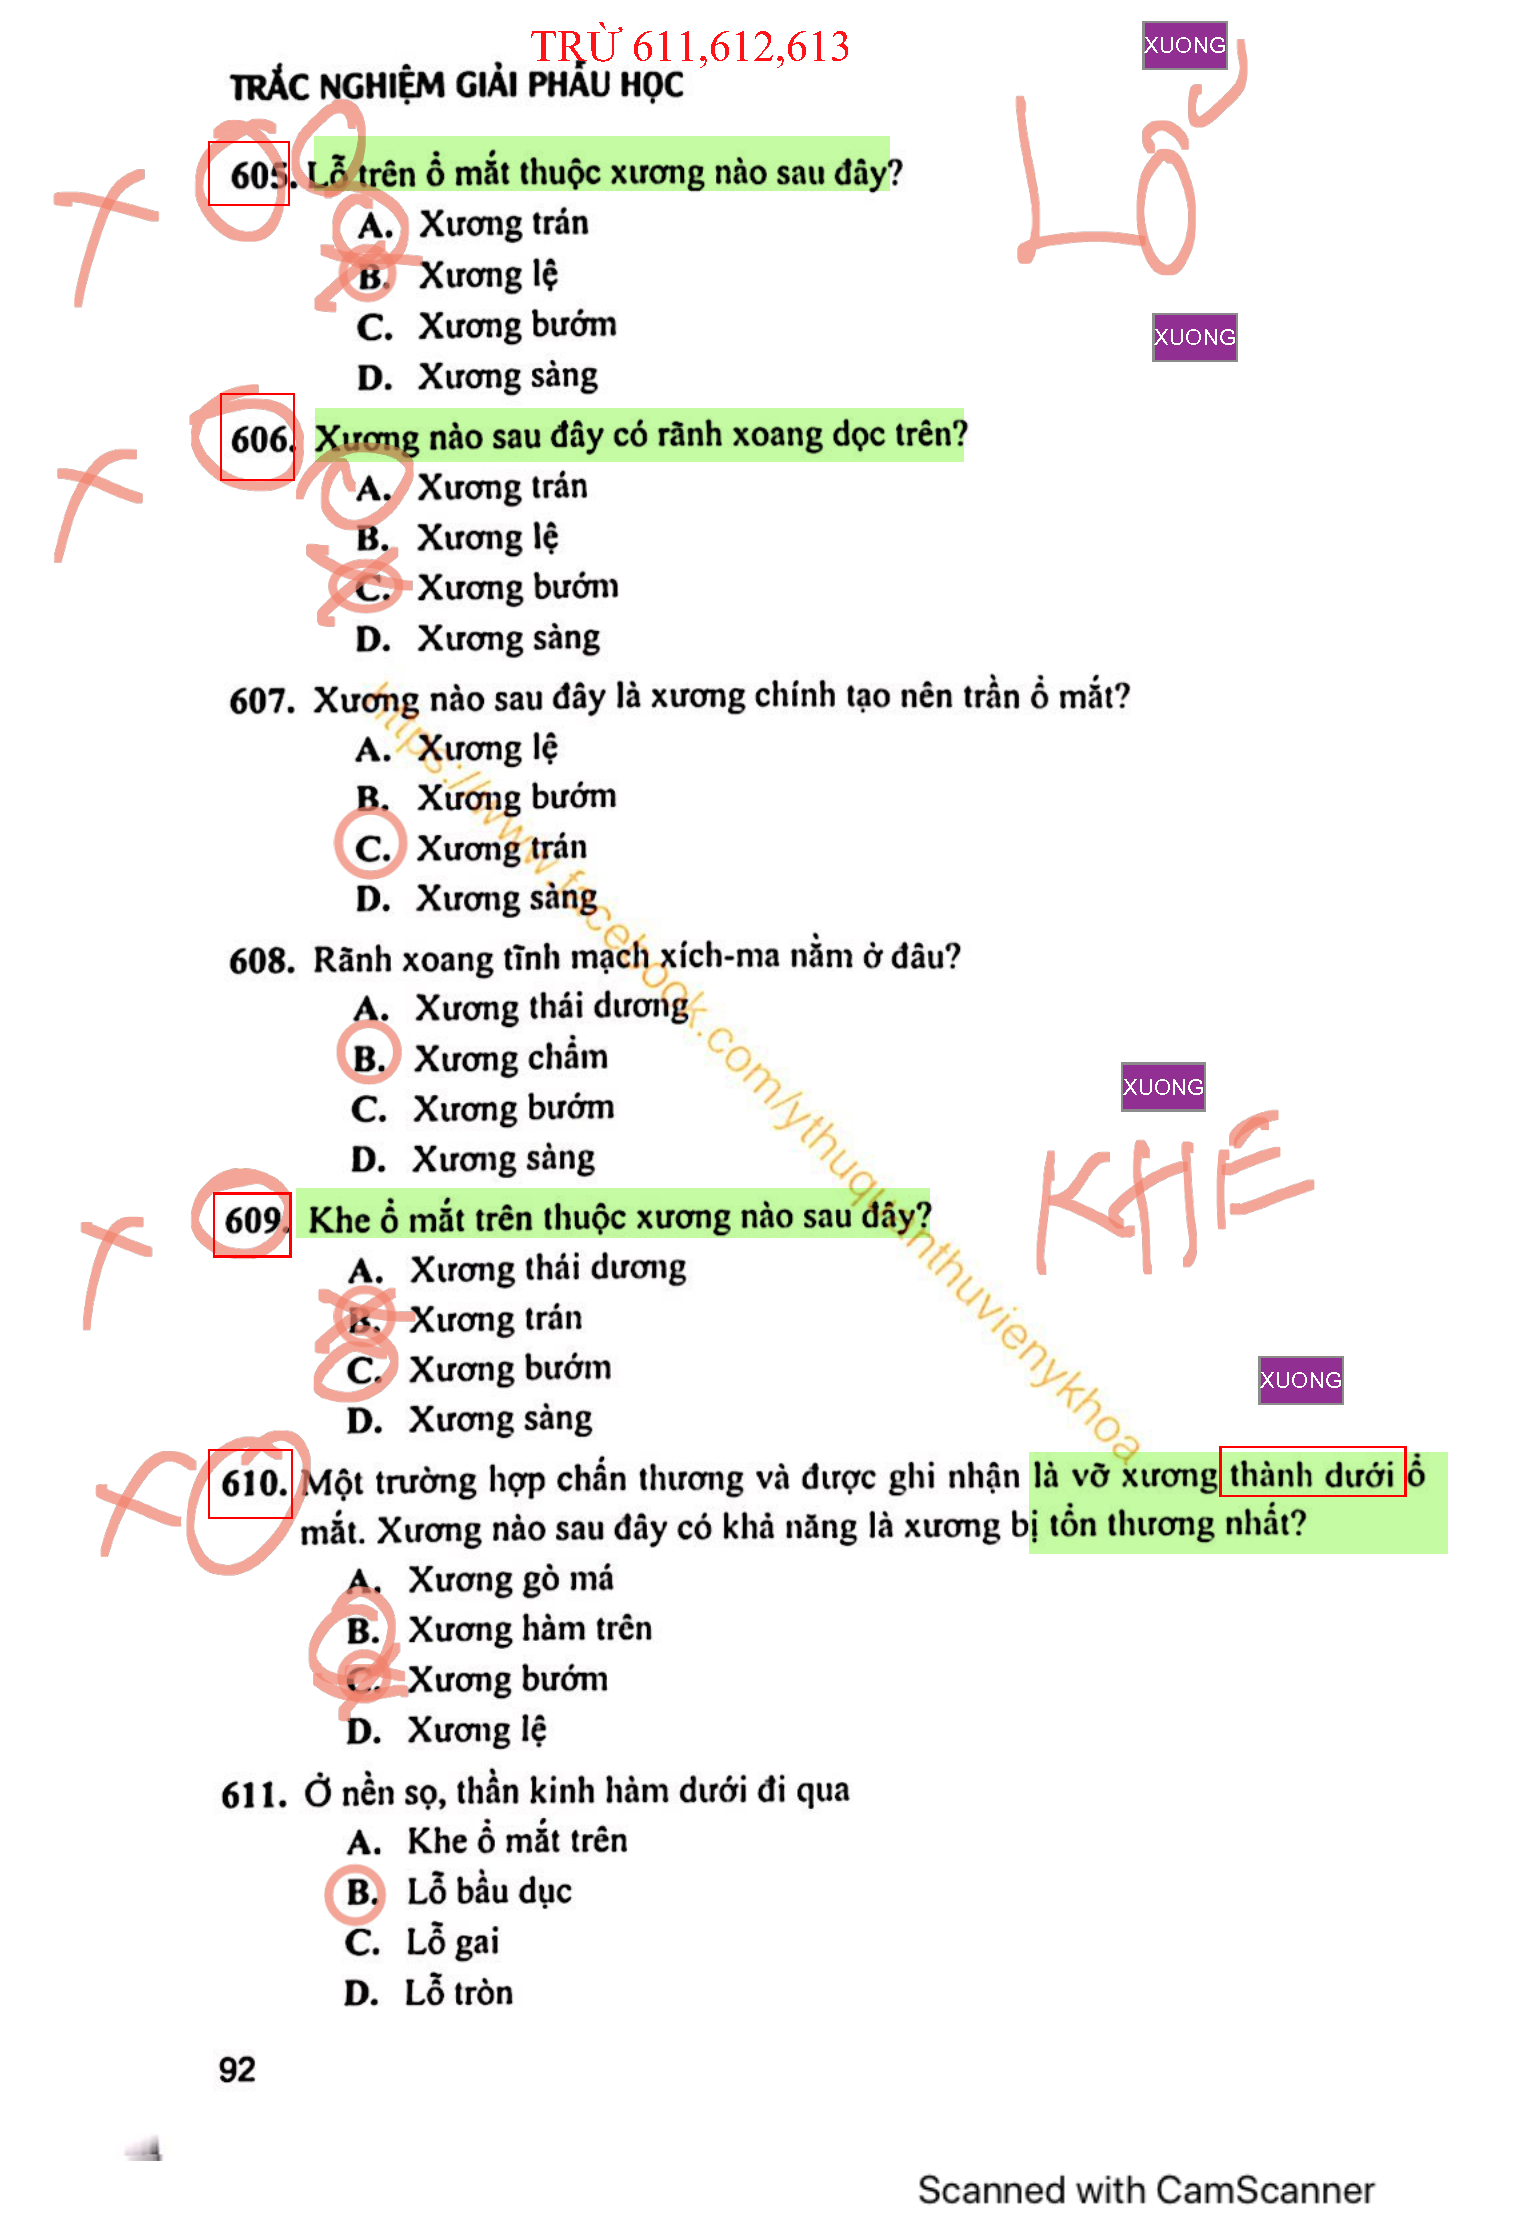 TRỪ 611,612,613
XUONG
TRẮC NGHIỆM GIẢI PHẪU HỌC
LỖ
605. Lỗ trên ổ mắt thuộc xương nào sau đây?
A. Xương trán
B. Xương lệ
C. Xương bướm
XUONG
D. Xương sàng
606. Xương nào sau đây có rãnh xoang dọc trên?
A. Xương trán
B. Xương lệ
C. Xương bướm
D. Xương sàng
607. Xương nào sau đây là xương chính tạo nên trần ổ mắt?
A. Xương lệ
B. Xương bướm
C. Xương trán
D. Xương sàng
608. Rãnh xoang tĩnh mạch xích-ma nằm ở đâu?
A. Xương thái dương
B. Xương chẩm
C. Xương bướm
D. Xương sàng
XUONG
KHE
609. Khe ổ mắt trên thuộc xương nào sau đây?
A. Xương thái dương
B. Xương trán
C. Xương bướm
D. Xương sàng
XUONG
610. Một trường hợp chấn thương và được ghi nhận là vỡ xương thành dưới ổ
mắt. Xương nào sau đây có khả năng là xương bị tổn thương nhất?
A. Xương gò má
B. Xương hàm trên
C. Xương bướm
D. Xương lệ
611. Ở nền sọ, thần kinh hàm dưới đi qua
A. Khe ổ mắt trên
B. Lỗ bầu dục
C. Lỗ gai
D. Lỗ tròn
https://www.facebook.com/ythuquanthuvienykhoa
92
Scanned with CamScanner